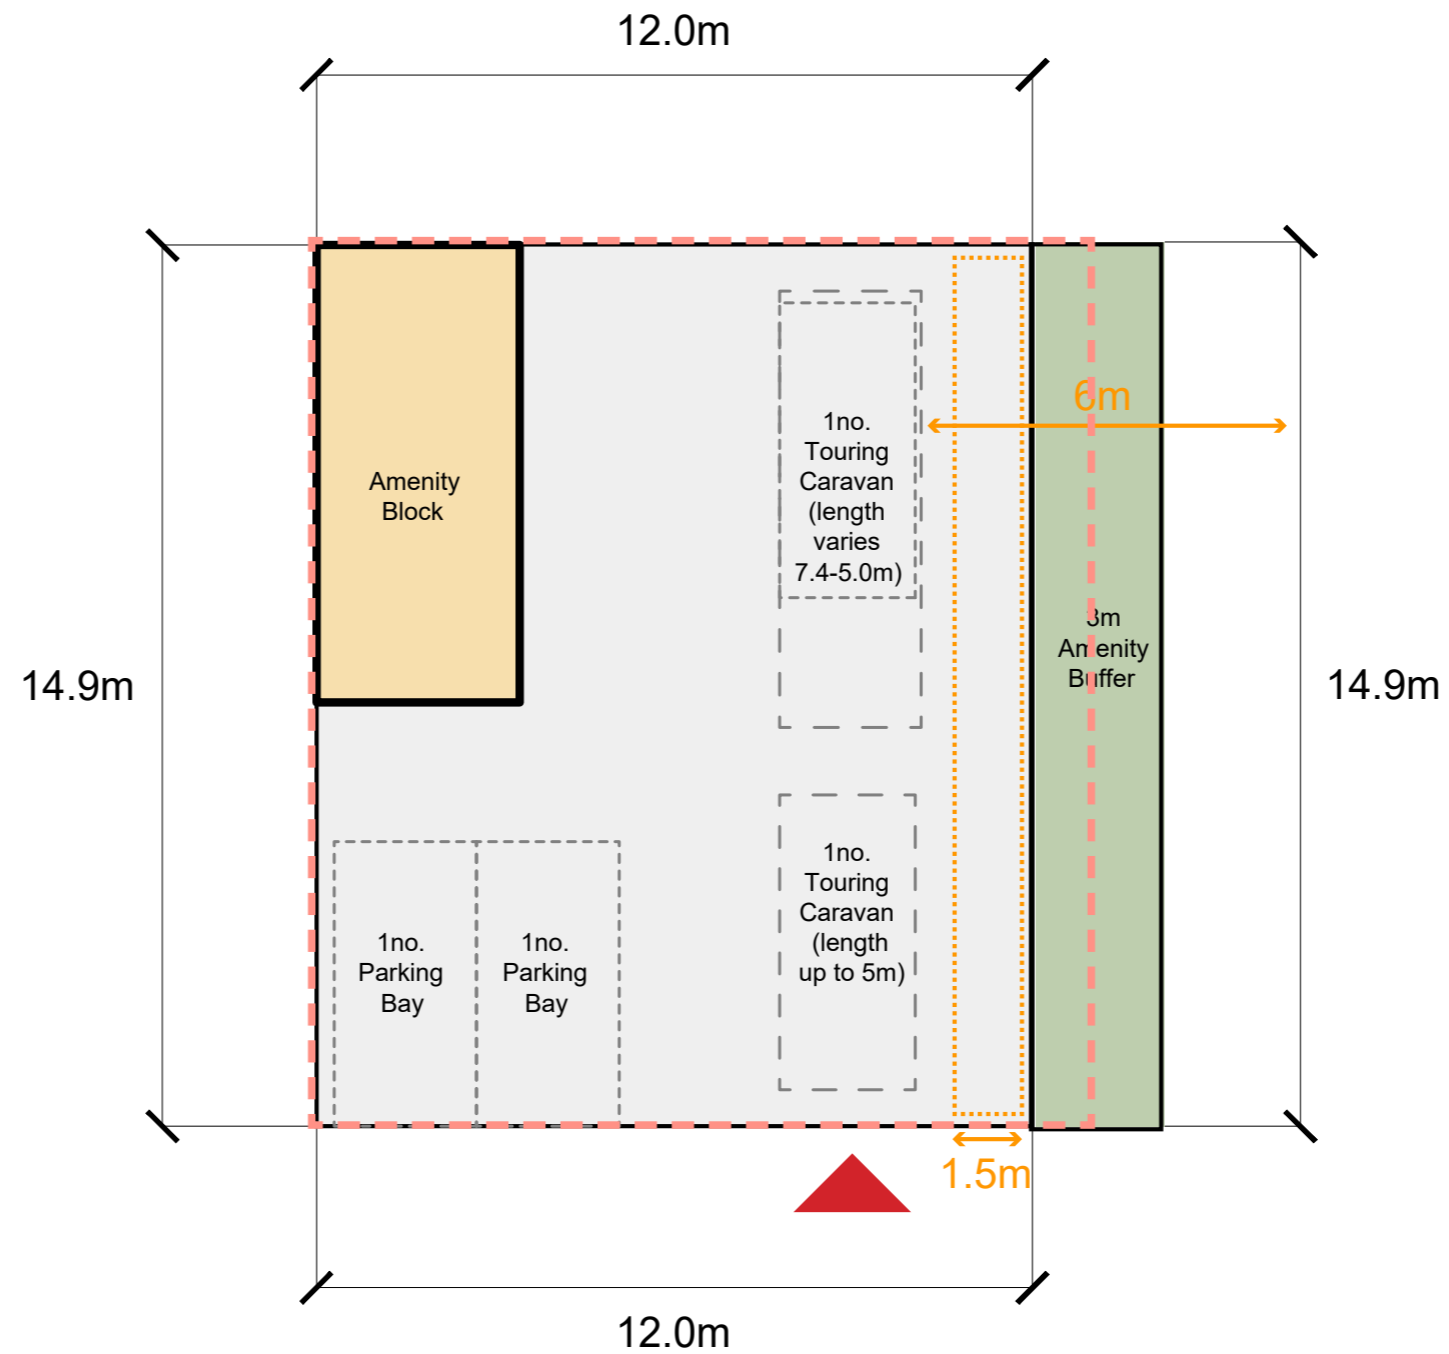 12.0m
6m
1no.
Touring
Caravan
(length
varies
7.4-5.0m)
Amenity
Block
3m
Amenity
Buffer
14.9m
14.9m
1no.
Touring
Caravan
(length
up to 5m)
1no.
Parking
Bay
1no.
Parking
Bay
1.5m
12.0m